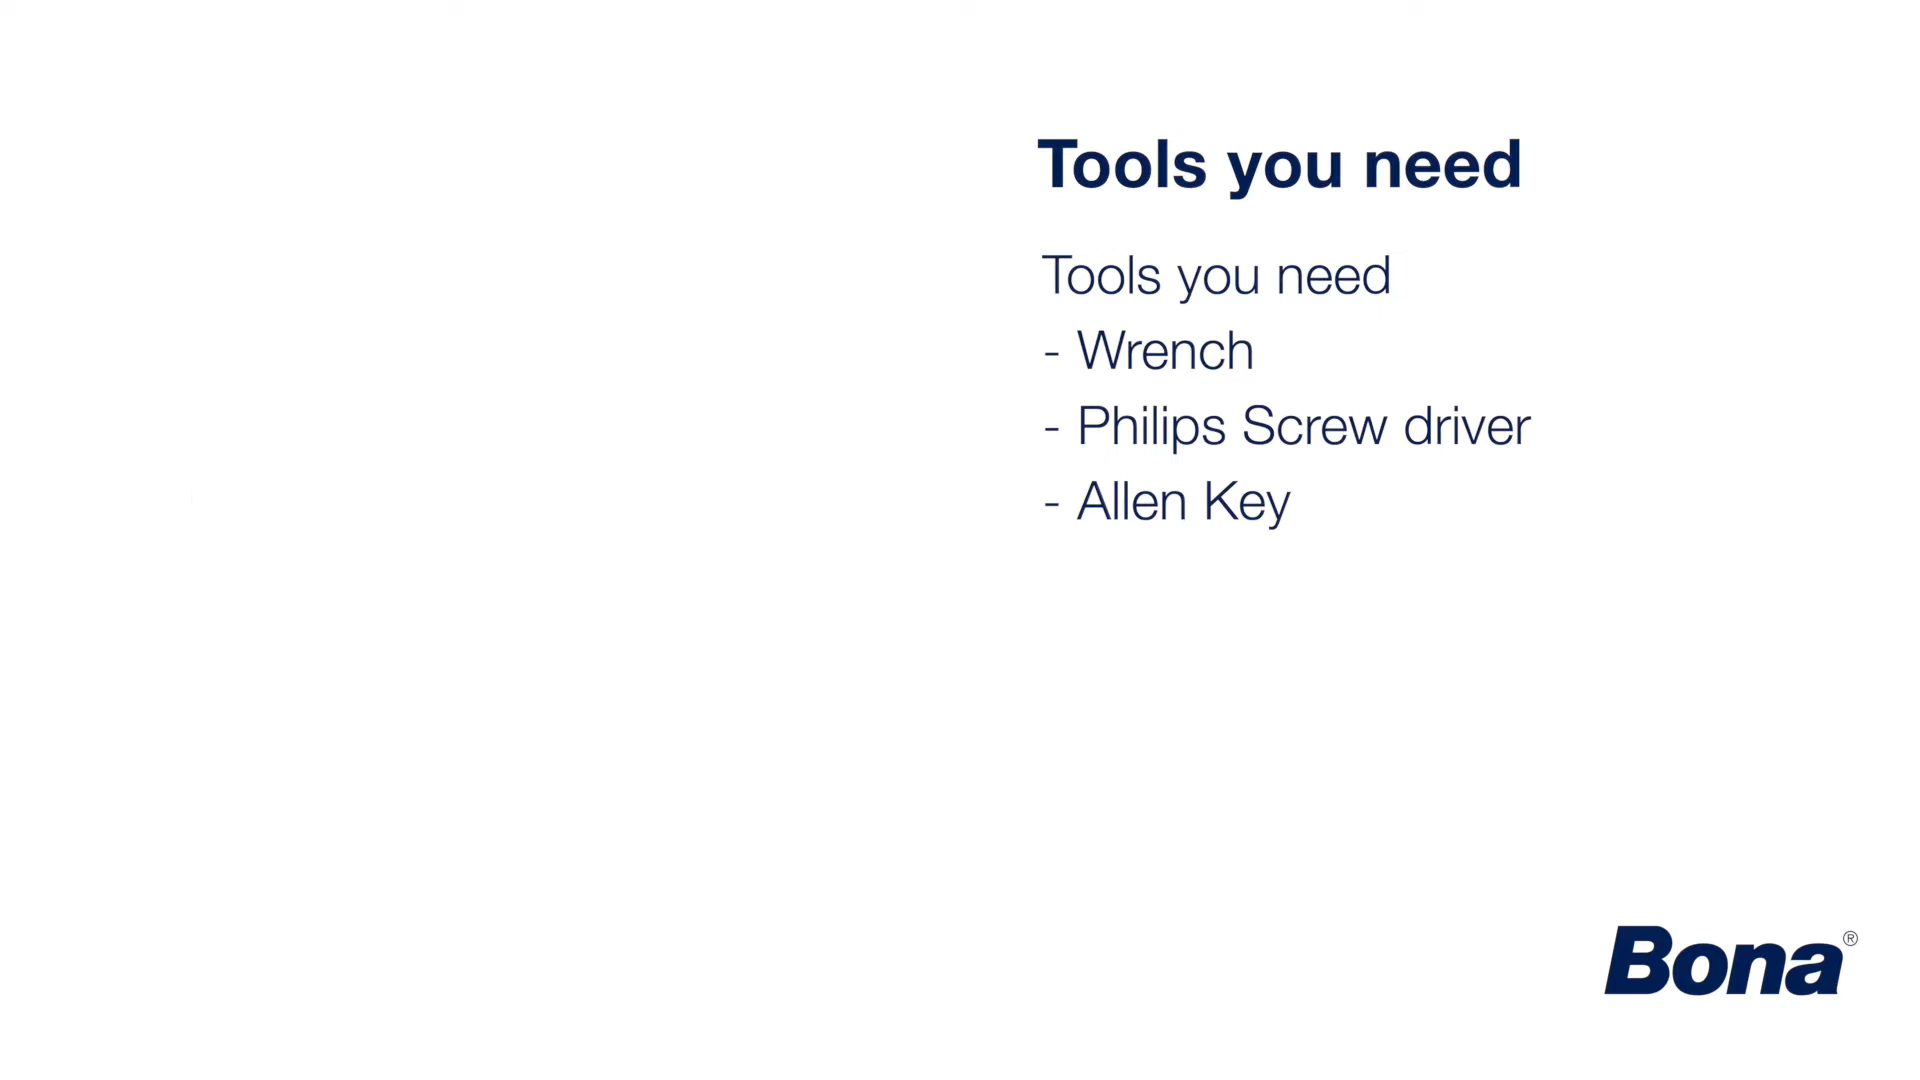 Tools you need
Tools you need
- Wrench
- Philips Screw driver
- Allen Key
Bona®